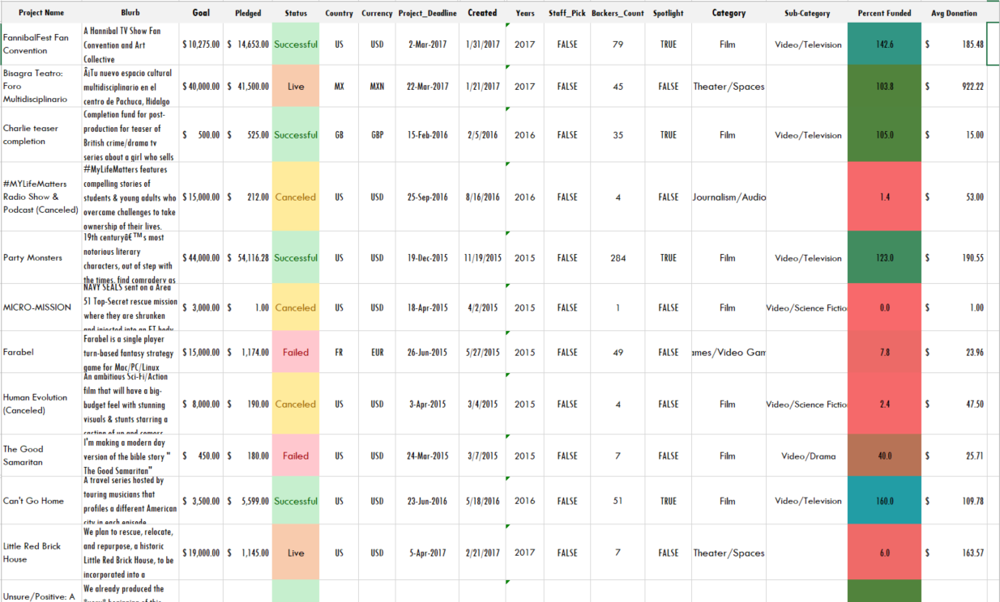 Project Name Blurb Goal Pledged Status Country Currency Project_Deadline Created Years Staff_Pick Backers_Count Spotlight Category Sub-Category Percent Funded Avg Donation
FannibalFest Fan
Convention
A Hannibal TV Show Fan
Convention and Art
Collective
$ 10,275.00 $ 14,653.00 Successful US USD 2-Mar-2017 1/31/2017 2017 FALSE 79 TRUE Film Video/Television 142.6 $ 185.48
Bisagra Teatro:
Foro
Multidisciplinario
Â¡Tu nuevo espacio cultural
multidisciplinario en el
centro de Pachuca, Hidalgo
$ 40,000.00 $ 41,500.00 Live MX MXN 22-Mar-2017 1/21/2017 2017 FALSE 45 FALSE Theater/Spaces 103.8 $ 922.22
Charlie teaser
completion
Completion fund for post-
production for teaser of
British crime/drama tv
series about a girl who sells
$ 500.00 $ 525.00 Successful GB GBP 15-Feb-2016 2/5/2016 2016 FALSE 35 TRUE Film Video/Television 105.0 $ 15.00
#MYLifeMatters
Radio Show &
Podcast (Canceled)
#MyLifeMatters features
compelling stories of
students & young adults who
overcame challenges to take
ownership of their lives.
$ 15,000.00 $ 212.00 Canceled US USD 25-Sep-2016 8/16/2016 2016 FALSE 4 FALSE Journalism/Audio 1.4 $ 53.00
Party Monsters
19th centuryâ€™s most
notorious literary
characters, out of step with
the times, find comradery as
$ 44,000.00 $ 54,116.28 Successful US USD 19-Dec-2015 11/19/2015 2015 FALSE 284 TRUE Film Video/Television 123.0 $ 190.55
MICRO-MISSION
NAVY SEALS sent on a Area
51 Top-Secret rescue mission
where they are shrunken
and injected into an ET body
$ 3,000.00 $ 1.00 Canceled US USD 18-Apr-2015 4/2/2015 2015 FALSE 1 FALSE Film Video/Science Fictio 0.0 $ 1.00
Farabel
Farabel is a single player
turn-based fantasy strategy
game for Mac/PC/Linux
$ 15,000.00 $ 1,174.00 Failed FR EUR 26-Jun-2015 5/27/2015 2015 FALSE 49 FALSE ames/Video Gam 7.8 $ 23.96
Human Evolution
(Canceled)
An ambitious Sci-Fi/Action
film that will have a big-
budget feel with stunning
visuals & stunts starring a
casting of up and comers
$ 8,000.00 $ 190.00 Canceled US USD 3-Apr-2015 3/4/2015 2015 FALSE 4 FALSE Film Video/Science Fictio 2.4 $ 47.50
The Good
Samaritan
I'm making a modern day
version of the bible story "
The Good Samaritan"
$ 450.00 $ 180.00 Failed US USD 24-Mar-2015 3/7/2015 2015 FALSE 7 FALSE Film Video/Drama 40.0 $ 25.71
Can't Go Home
A travel series hosted by
touring musicians that
profiles a different American
city in each episode.
$ 3,500.00 $ 5,599.00 Successful US USD 23-Jun-2016 5/18/2016 2016 FALSE 51 TRUE Film Video/Television 160.0 $ 109.78
Little Red Brick
House
We plan to rescue, relocate,
and repurpose, a historic
Little Red Brick House, to be
incorporated into a
$ 19,000.00 $ 1,145.00 Live US USD 5-Apr-2017 2/21/2017 2017 FALSE 7 FALSE Theater/Spaces 6.0 $ 163.57
Unsure/Positive: A
We already produced the
*very* beginning of this